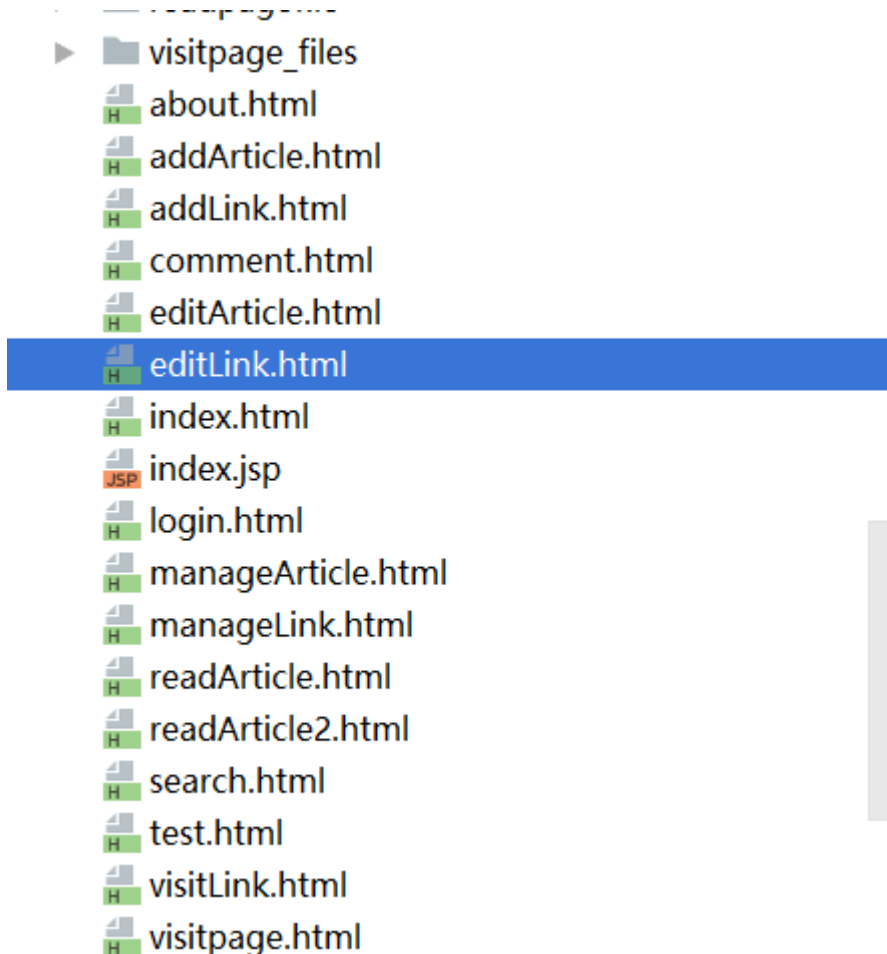 visitpage_files
H about.html
H addArticle.html
H addLink.html
H comment.html
H editArticle.html
H editLink.html
H index.html
JSP index.jsp
H login.html
H manageArticle.html
H manageLink.html
H readArticle.html
H readArticle2.html
H search.html
H test.html
H visitLink.html
H visitpage.html